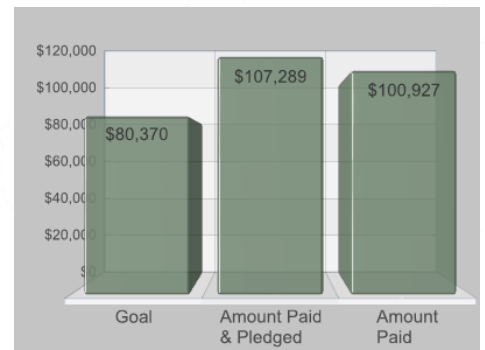 $120,000
$107,289
$100,000
$100,927
$80,000
$80,370
$60,000
$40,000
$20,000
$0
Goal
Amount Paid
& Pledged
Amount
Paid